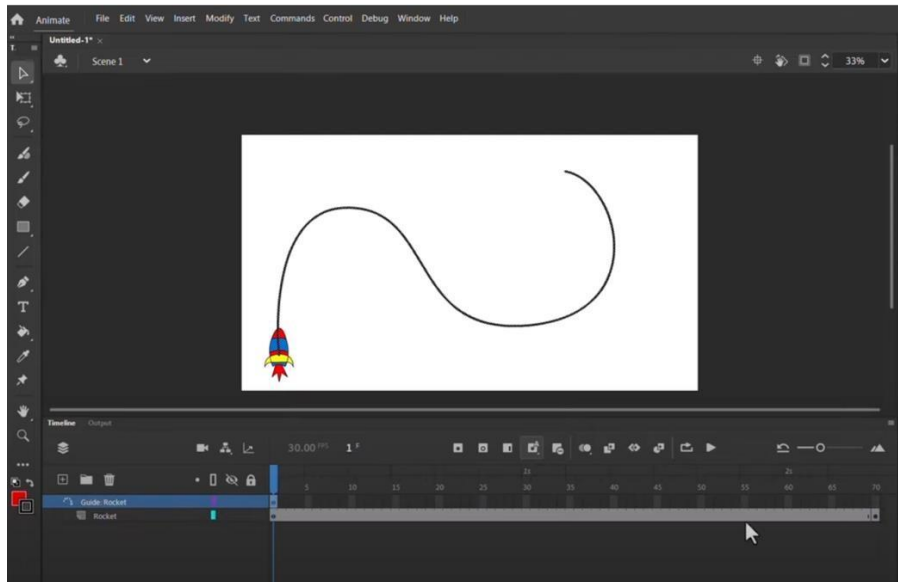 Animate File Edit View Insert Modify Text Commands Control Debug Window Help
Untitled-1* ×
Scene 1 33%
T
Timeline Output
30.00 FPS 1 F
1s 2s
5 10 15 20 25 30 35 40 45 50 55 60 65 70
Guide: Rocket
Rocket